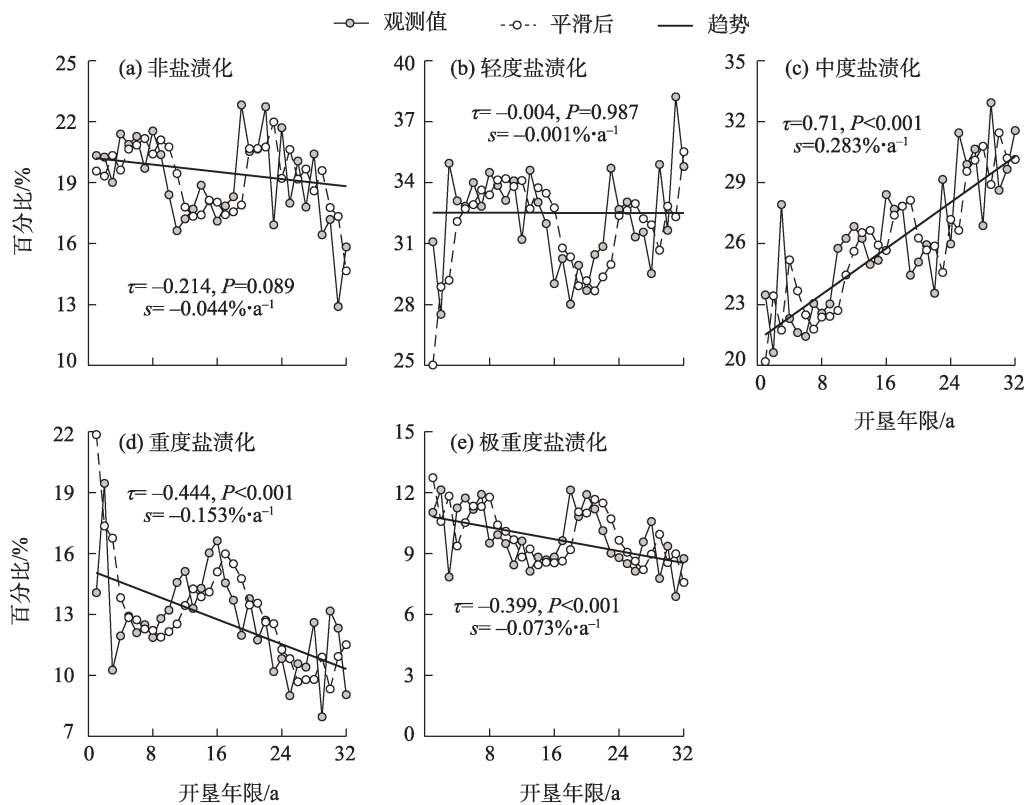 观测值 平滑后 趋势
(a) 非盐渍化
τ= –0.214, P=0.089
s= –0.044%·a⁻¹
百分比/%
25
22
19
16
13
10
(b) 轻度盐渍化
τ= –0.004, P=0.987
s= –0.001%·a⁻¹
40
37
34
31
28
25
(c) 中度盐渍化
τ=0.71, P<0.001
s=0.283%·a⁻¹
32
29
26
23
20
0 8 16 24 32
开垦年限/a
(d) 重度盐渍化
τ= –0.444, P<0.001
s= –0.153%·a⁻¹
百分比/%
22
19
16
13
10
7
0 8 16 24 32
开垦年限/a
(e) 极重度盐渍化
τ= –0.399, P<0.001
s= –0.073%·a⁻¹
15
12
9
6
3
0
0 8 16 24 32
开垦年限/a